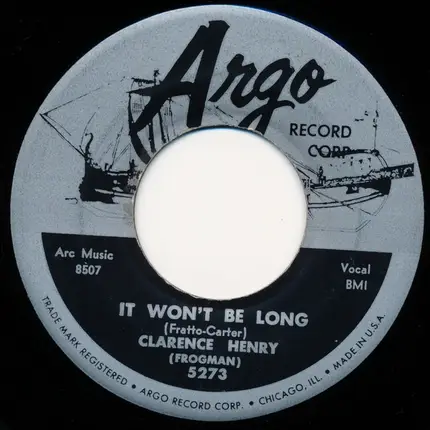 Argo
RECORD
CORP.
Arc Music
8507
Vocal
BMI
IT WON'T BE LONG
(Fratto-Carter)
CLARENCE HENRY
(FROGMAN)
5273
TRADE MARK REGISTERED • ARGO RECORD CORP. • CHICAGO, ILL. • MADE IN U.S.A.